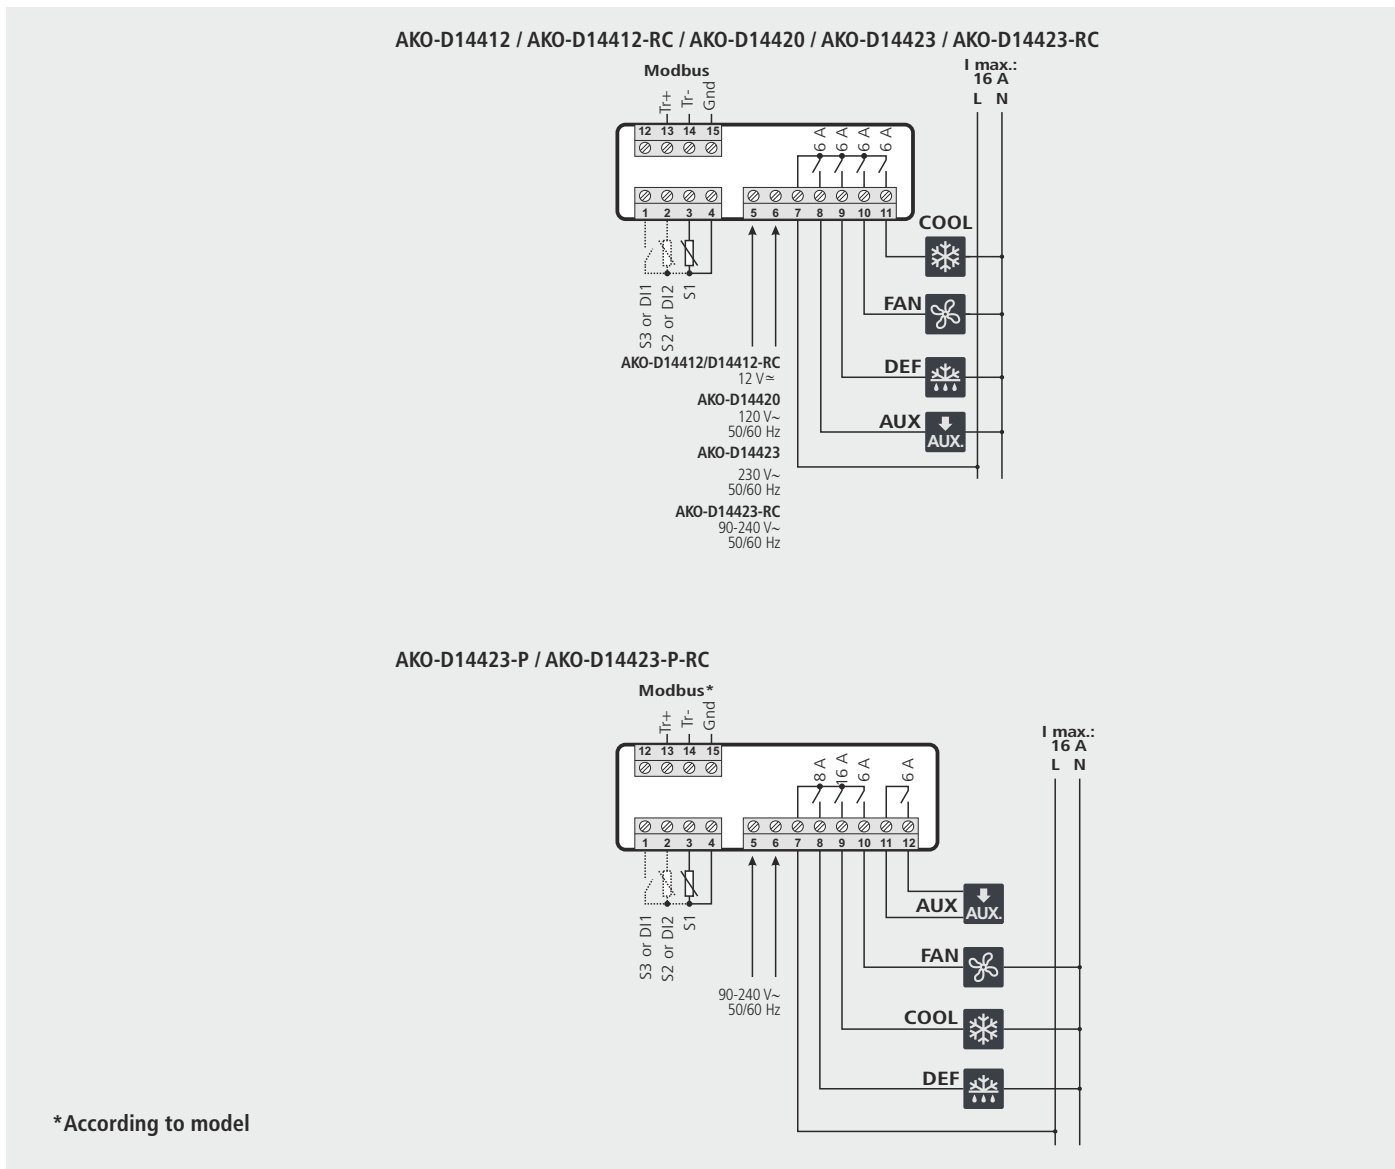 AKO-D14412 / AKO-D14412-RC / AKO-D14420 / AKO-D14423 / AKO-D14423-RC
Modbus
Tr+
Tr-
Gnd
I max.:
16 A
L N
12 13 14 15
6 A
6 A
6 A
6 A
1 2 3 4 5 6 7 8 9 10 11
COOL
FAN
DEF
AUX
AUX.
S3 or DI1
S2 or DI2
S1
AKO-D14412/D14412-RC
12 V≂
AKO-D14420
120 V~
50/60 Hz
AKO-D14423
230 V~
50/60 Hz
AKO-D14423-RC
90-240 V~
50/60 Hz
AKO-D14423-P / AKO-D14423-P-RC
Modbus*
Tr+
Tr-
Gnd
I max.:
16 A
L N
12 13 14 15
8 A
16 A
6 A
6 A
1 2 3 4 5 6 7 8 9 10 11 12
AUX
AUX.
FAN
COOL
DEF
S3 or DI1
S2 or DI2
S1
90-240 V~
50/60 Hz
*According to model